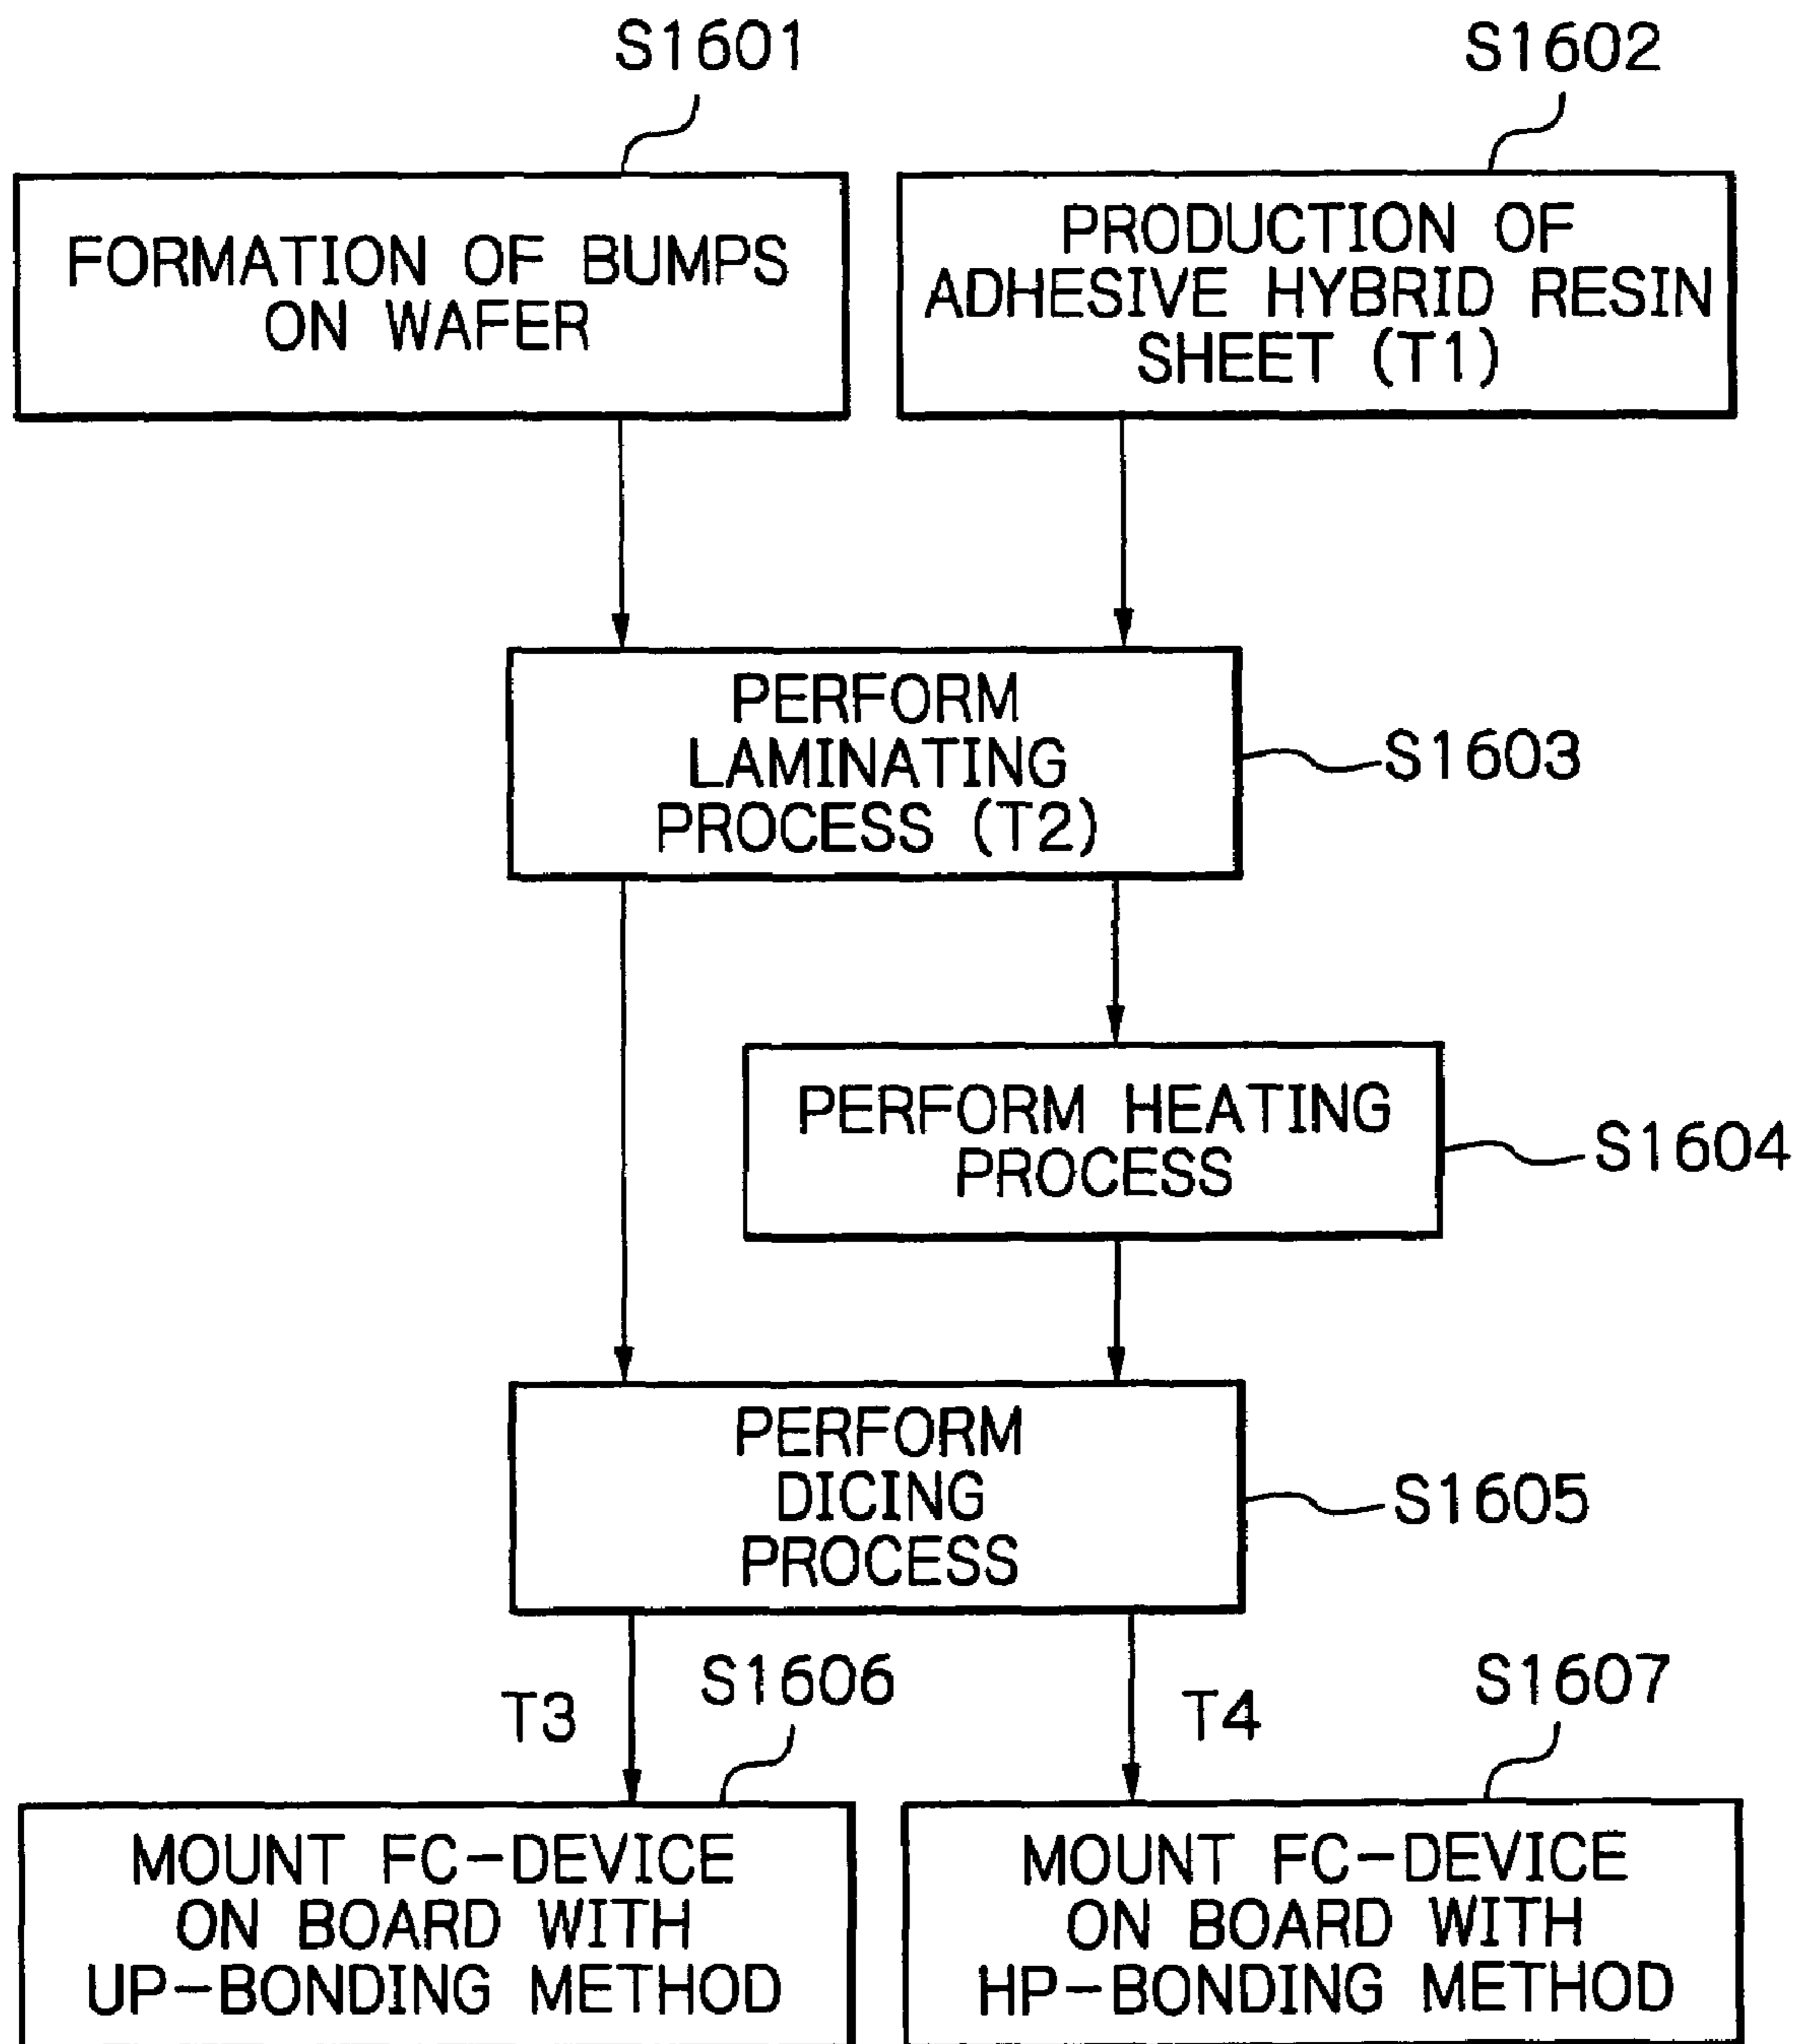 S1601
S1602
FORMATION OF BUMPS
ON WAFER
PRODUCTION OF
ADHESIVE HYBRID RESIN
SHEET (T1)
PERFORM
LAMINATING
PROCESS (T2)
S1603
PERFORM HEATING
PROCESS
S1604
PERFORM
DICING
PROCESS
S1605
T3
S1606
T4
S1607
MOUNT FC-DEVICE
ON BOARD WITH
UP-BONDING METHOD
MOUNT FC-DEVICE
ON BOARD WITH
HP-BONDING METHOD